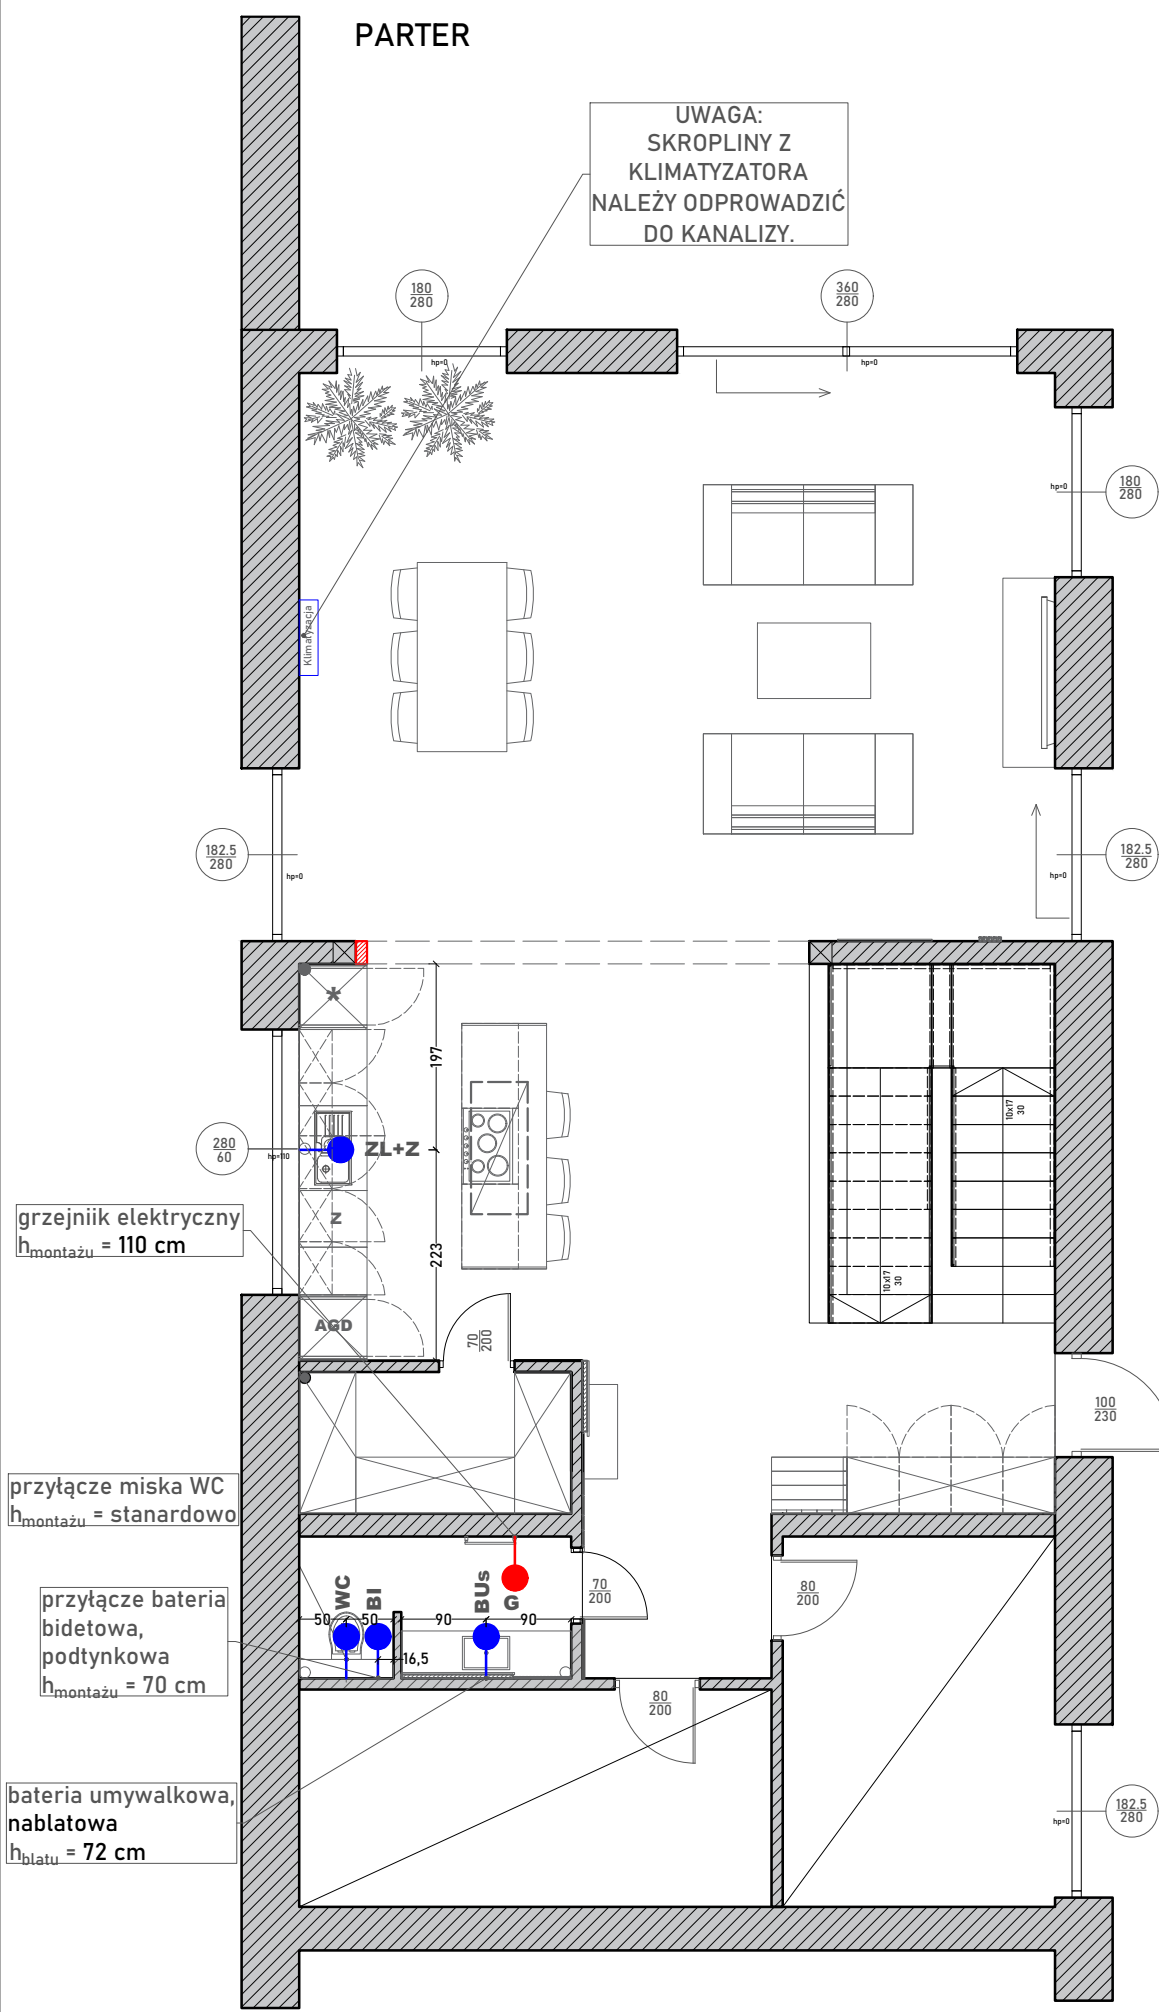 PARTER
UWAGA:
SKROPLINY Z
KLIMATYZATORA
NALEŻY ODPROWADZIĆ
DO KANALIZY.
180
280
360
280
hp=0
hp=0
180
280
hp=0
Klimatyzacja
182.5
280
hp=0
182.5
280
hp=0
*
197
280
60
hp=110
ZL+Z
10x17
30
Z
grzejniik elektryczny
hmontażu = 110 cm
223
10x17
30
AGD
70
200
100
230
przyłącze miska WC
hmontażu = stanardowo
WC
BI
BUs
G
70
200
80
200
50
50
90
90
16,5
przyłącze bateria
bidetowa,
podtynkowa
hmontażu = 70 cm
80
200
bateria umywalkowa,
nablatowa
hblatu = 72 cm
182.5
280
hp=0